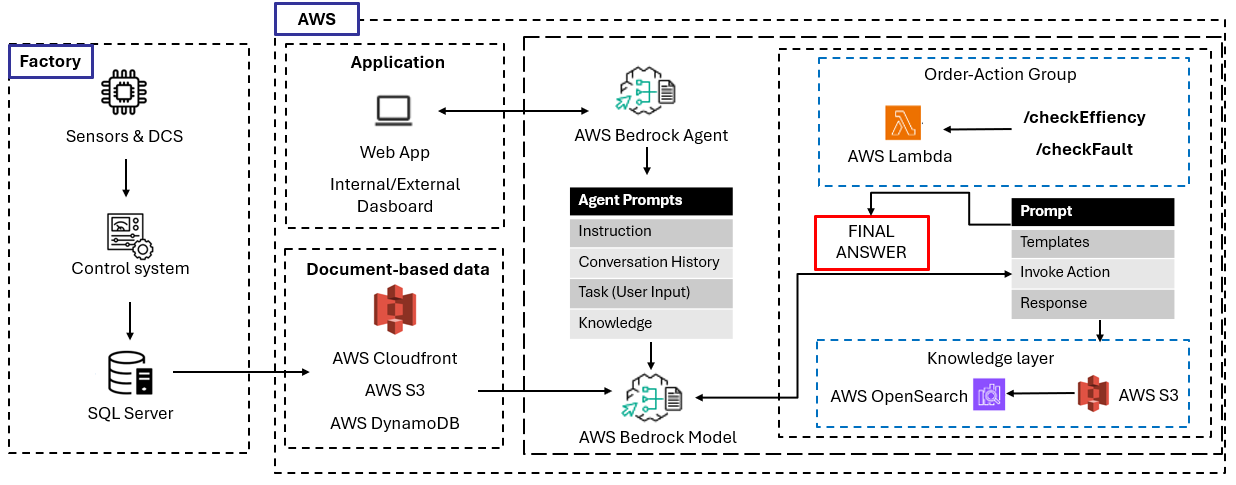 AWS
Factory
Sensors & DCS
Control system
SQL Server
Application
Web App
Internal/External
Dasboard
Document-based data
AWS Cloudfront
AWS S3
AWS DynamoDB
AWS Bedrock Agent
Agent Prompts
Instruction
Conversation History
Task (User Input)
Knowledge
AWS Bedrock Model
Order-Action Group
AWS Lambda
/checkEffiency
/checkFault
FINAL
ANSWER
Prompt
Templates
Invoke Action
Response
Knowledge layer
AWS OpenSearch
AWS S3